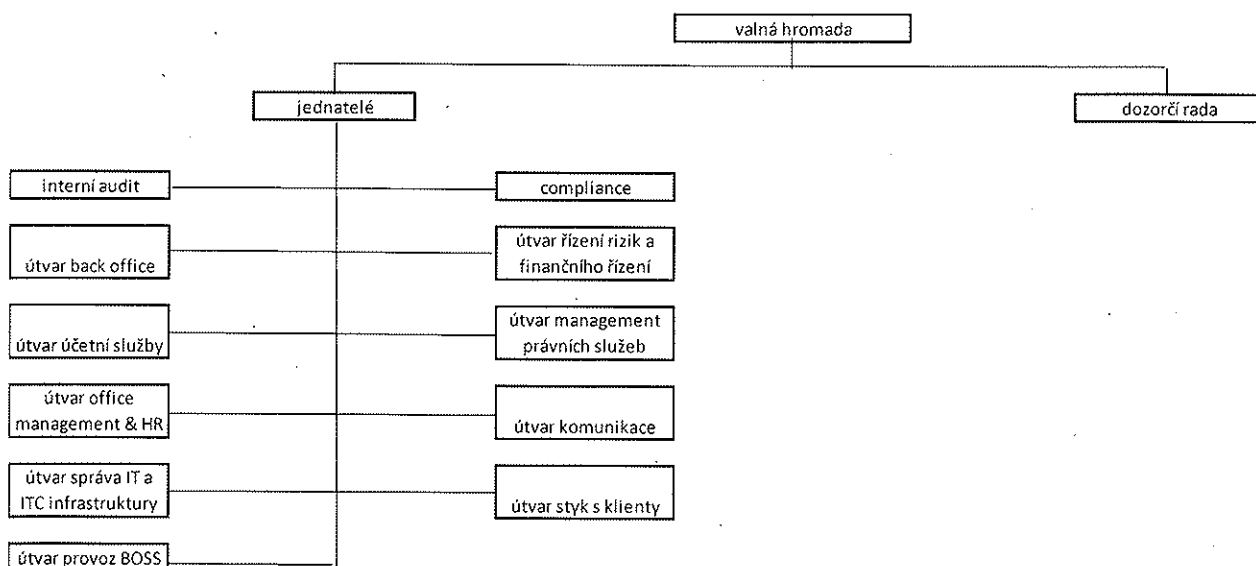 valná hromada
jednatelé
dozorčí rada
interní audit
compliance
útvar back office
útvar řízení rizik a
finančního řízení
útvar účetní služby
útvar management
právních služeb
útvar office
management & HR
útvar komunikace
útvar správa IT a
ITC infrastruktury
útvar styk s klienty
útvar provoz BOSS